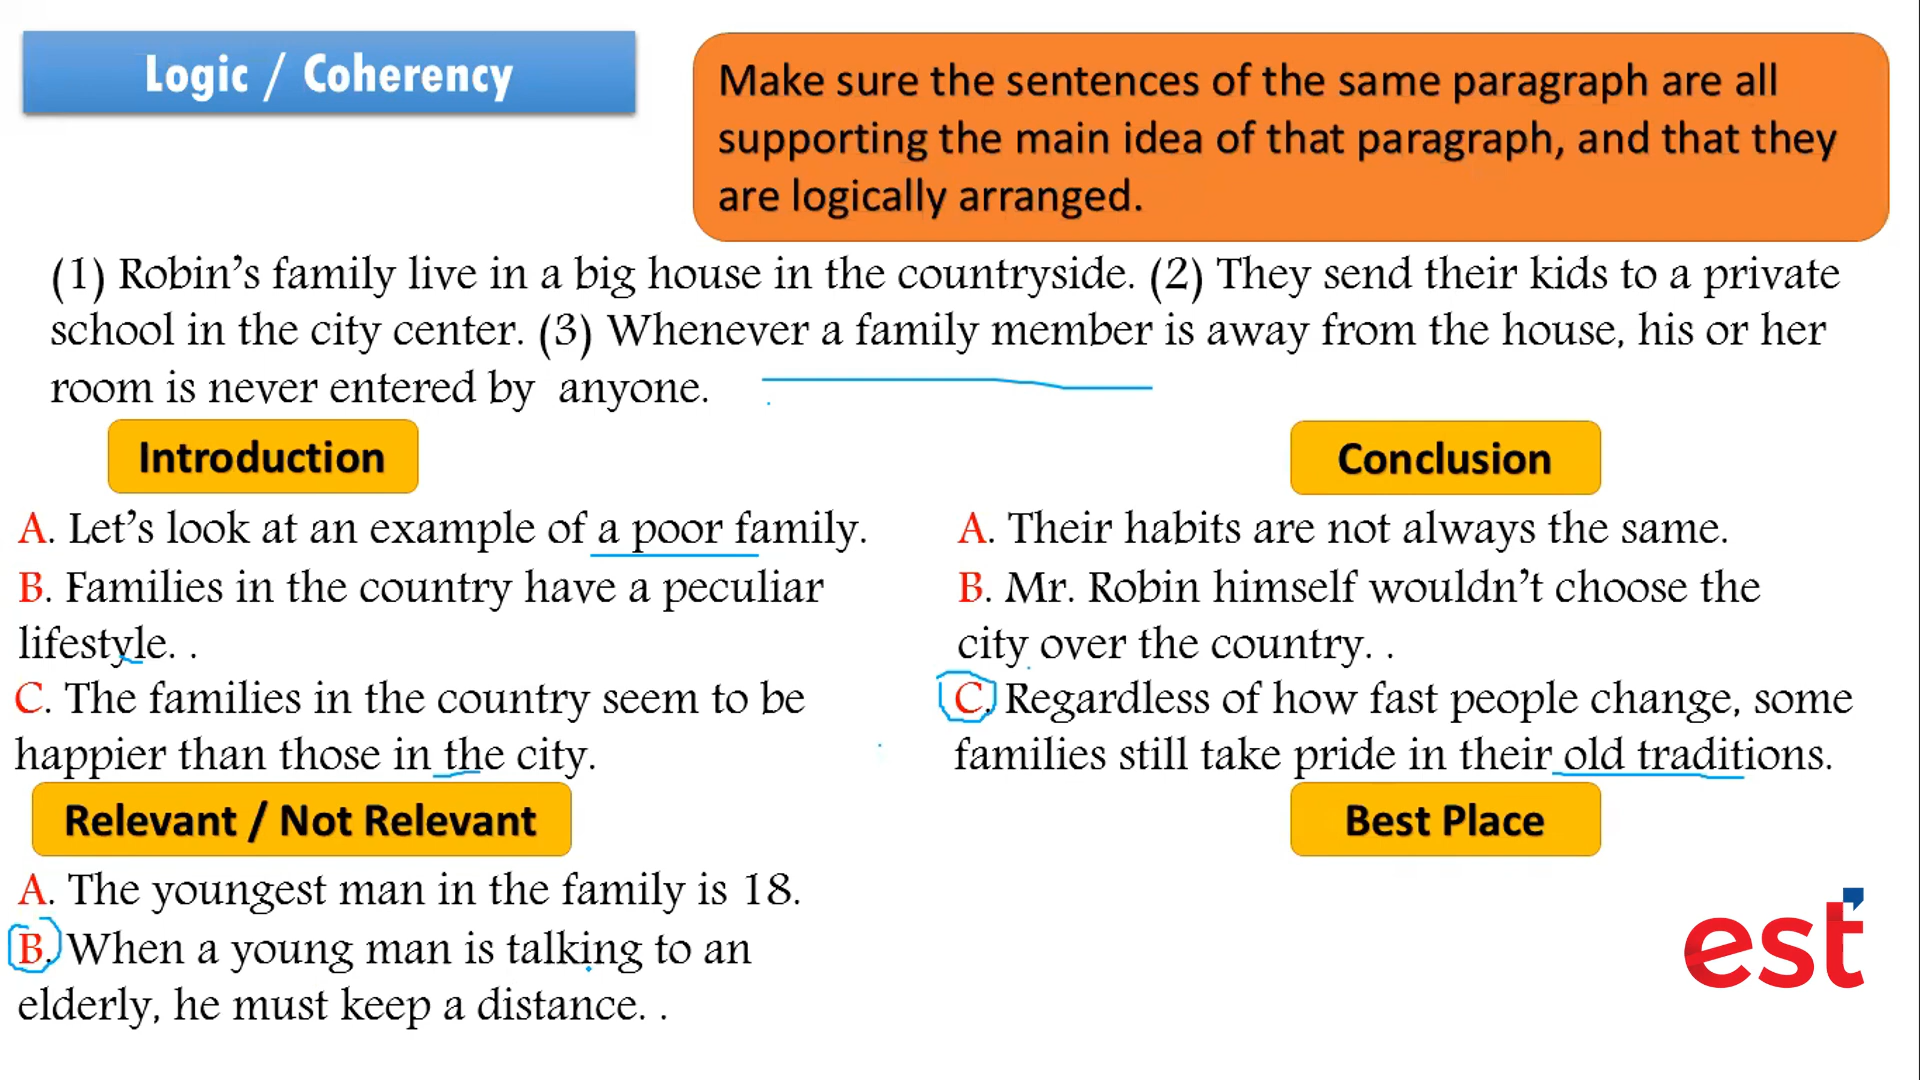 Logic / Coherency
Make sure the sentences of the same paragraph are all
supporting the main idea of that paragraph, and that they
are logically arranged.
(1) Robin's family live in a big house in the countryside. (2) They send their kids to a private
school in the city center. (3) Whenever a family member is away from the house, his or her
room is never entered by anyone.
Introduction
A. Let's look at an example of a poor family.
B. Families in the country have a peculiar
lifestyle. .
C. The families in the country seem to be
happier than those in the city.
Conclusion
A. Their habits are not always the same.
B. Mr. Robin himself wouldn't choose the
city over the country. .
C. Regardless of how fast people change, some
families still take pride in their old traditions.
Relevant / Not Relevant
A. The youngest man in the family is 18.
B. When a young man is talking to an
elderly, he must keep a distance. .
Best Place
est